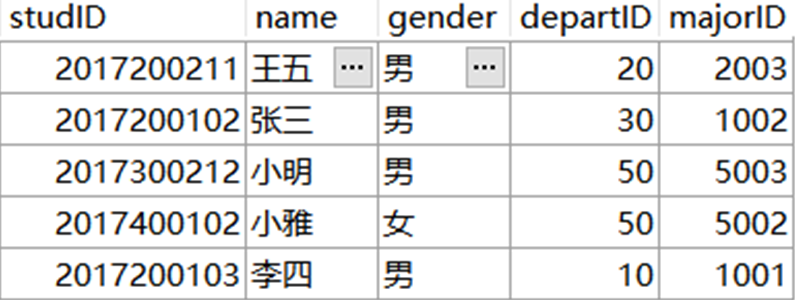 studID name gender departID majorID
2017200211 王五 ... 男 ... 20 2003
2017200102 张三 男 30 1002
2017300212 小明 男 50 5003
2017400102 小雅 女 50 5002
2017200103 李四 男 10 1001